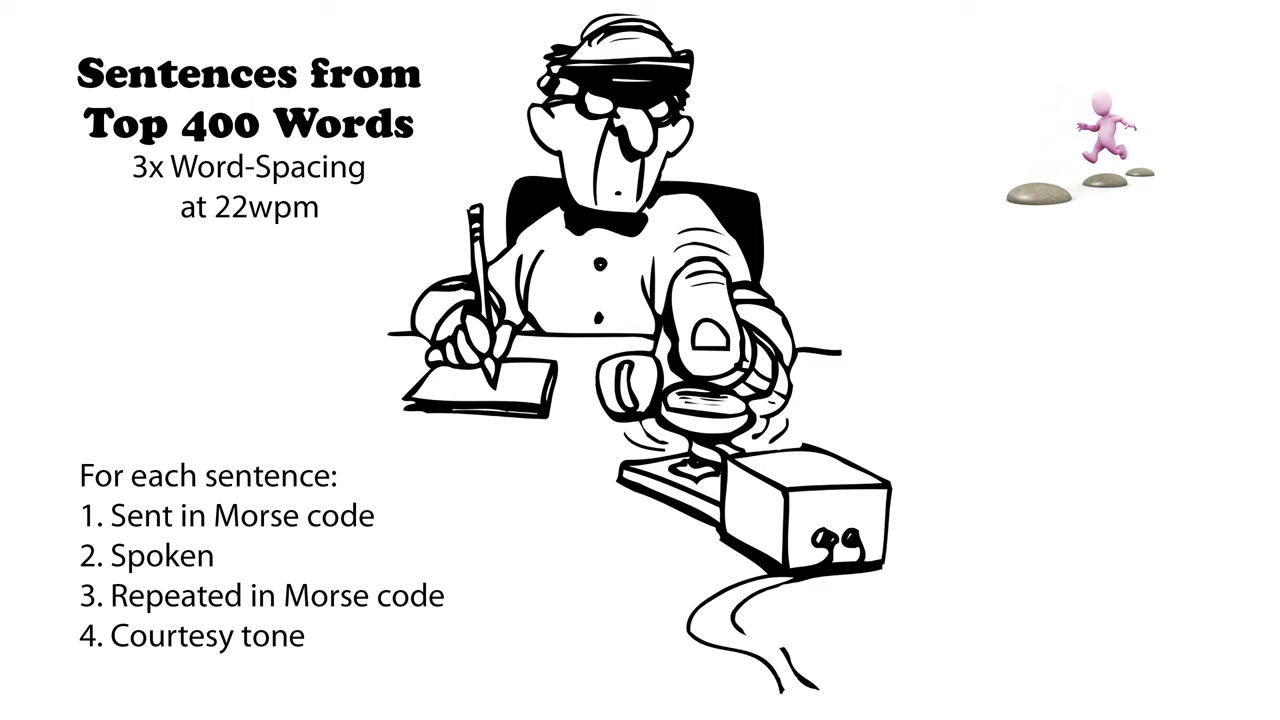 Sentences from
Top 400 Words
3x Word-Spacing
at 22wpm
For each sentence:
1. Sent in Morse code
2. Spoken
3. Repeated in Morse code
4. Courtesy tone